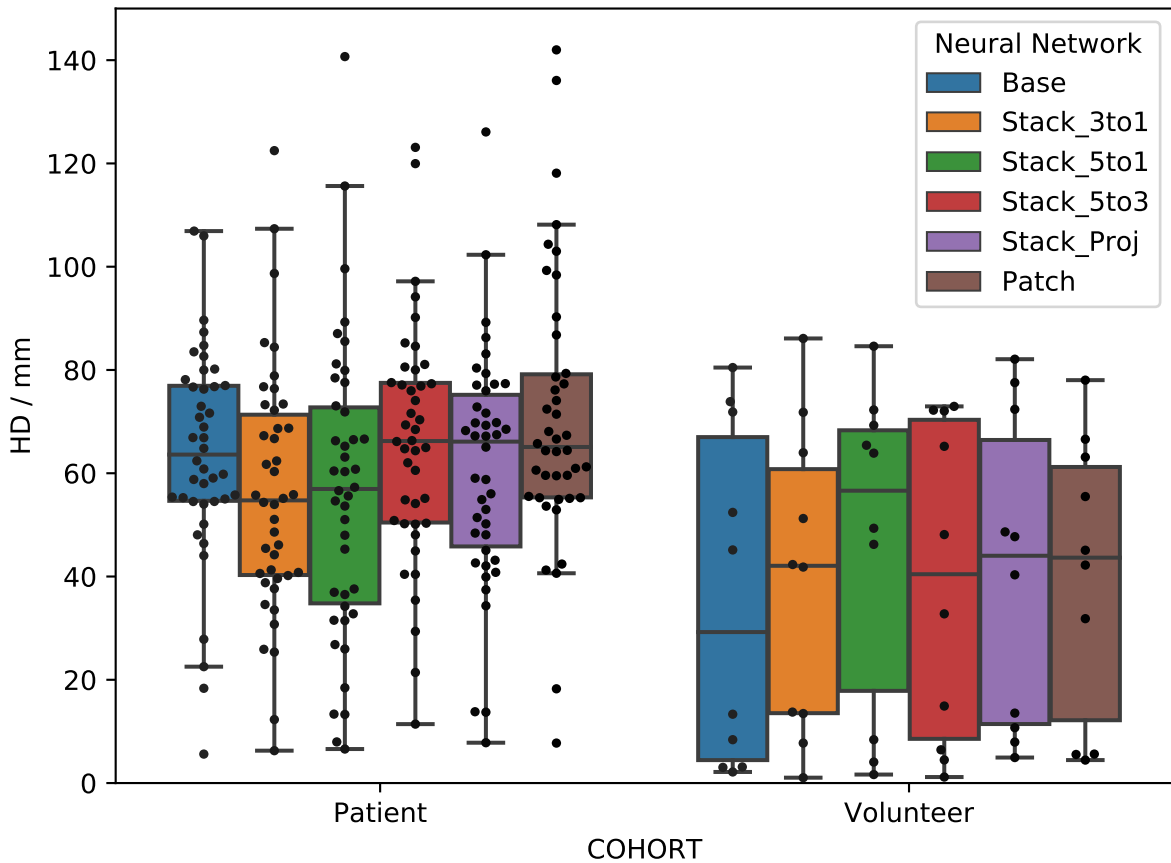 HD / mm
140
120
100
80
60
40
20
0
Neural Network
Base
Stack_3to1
Stack_5to1
Stack_5to3
Stack_Proj
Patch
Patient
Volunteer
COHORT